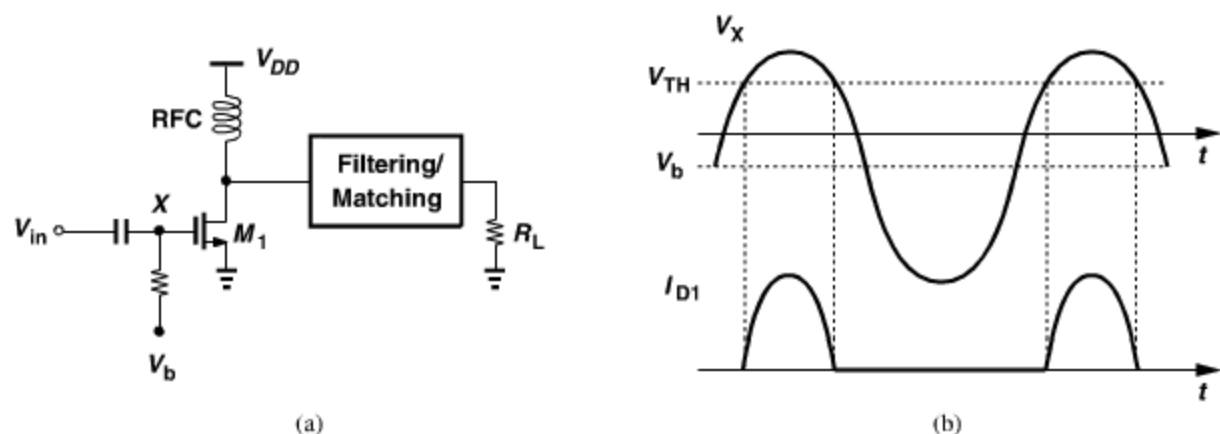 V_DD
RFC
Filtering/
Matching
X
V_in
M_1
R_L
V_b
(a)
V_X
V_TH
t
V_b
I_D1
t
(b)